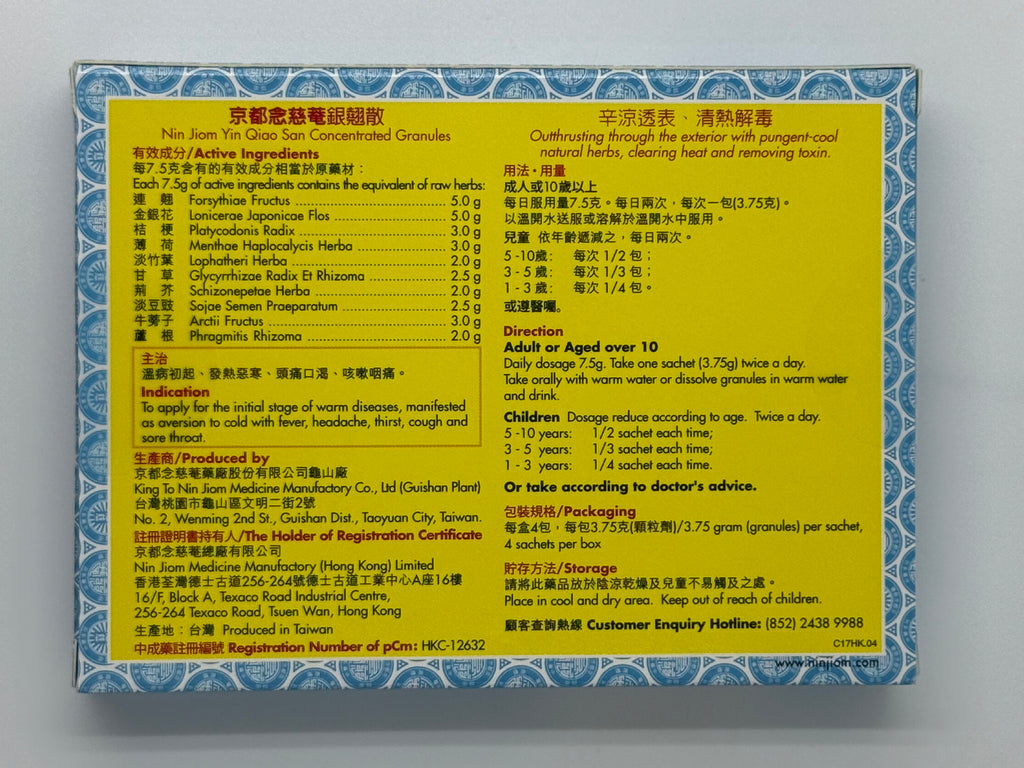 京都念慈菴銀翹散
Nin Jiom Yin Qiao San Concentrated Granules
有效成分/Active Ingredients
每7.5克含有的有效成分相當於原藥材：
Each 7.5g of active ingredients contains the equivalent of raw herbs:
連 翹 Forsythiae Fructus 5.0 g
金銀花 Lonicerae Japonicae Flos 5.0 g
桔 梗 Platycodonis Radix 3.0 g
薄 荷 Menthae Haplocalycis Herba 3.0 g
淡竹葉 Lophatheri Herba 2.0 g
甘 草 Glycyrrhizae Radix Et Rhizoma 2.5 g
荊 芥 Schizonepetae Herba 2.0 g
淡豆豉 Sojae Semen Praeparatum 2.5 g
牛蒡子 Arctii Fructus 3.0 g
蘆 根 Phragmitis Rhizoma 2.0 g
主治
溫病初起、發熱惡寒、頭痛口渴、咳嗽咽痛。
Indication
To apply for the initial stage of warm diseases, manifested
as aversion to cold with fever, headache, thirst, cough and
sore throat.
生產商/Produced by
京都念慈菴藥廠股份有限公司龜山廠
King To Nin Jiom Medicine Manufactory Co., Ltd (Guishan Plant)
台灣桃園市龜山區文明二街2號
No. 2, Wenming 2nd St., Guishan Dist., Taoyuan City, Taiwan.
註冊證明書持有人/The Holder of Registration Certificate
京都念慈菴總廠有限公司
Nin Jiom Medicine Manufactory (Hong Kong) Limited
香港荃灣德士古道256-264號德士古道工業中心A座16樓
16/F, Block A, Texaco Road Industrial Centre,
256-264 Texaco Road, Tsuen Wan, Hong Kong
生產地：台灣 Produced in Taiwan
中成藥註冊編號 Registration Number of pCm: HKC-12632
辛涼透表、清熱解毒
Outthrusting through the exterior with pungent-cool
natural herbs, clearing heat and removing toxin.
用法・用量
成人或10歲以上
每日服用量7.5克。每日兩次，每次一包(3.75克)。
以溫開水送服或溶解於溫開水中服用。
兒童 依年齡遞減之，每日兩次。
5 -10歲： 每次 1/2 包；
3 - 5 歲： 每次 1/3 包；
1 - 3 歲： 每次 1/4 包。
或遵醫囑。
Direction
Adult or Aged over 10
Daily dosage 7.5g. Take one sachet (3.75g) twice a day.
Take orally with warm water or dissolve granules in warm water
and drink.
Children Dosage reduce according to age. Twice a day.
5 -10 years: 1/2 sachet each time;
3 - 5 years: 1/3 sachet each time;
1 - 3 years: 1/4 sachet each time.
Or take according to doctor's advice.
包裝規格/Packaging
每盒4包，每包3.75克(顆粒劑)/3.75 gram (granules) per sachet,
4 sachets per box
貯存方法/Storage
請將此藥品放於陰涼乾燥及兒童不易觸及之處。
Place in cool and dry area. Keep out of reach of children.
顧客查詢熱線 Customer Enquiry Hotline: (852) 2438 9988
C17HK.04
www.ninjiom.com